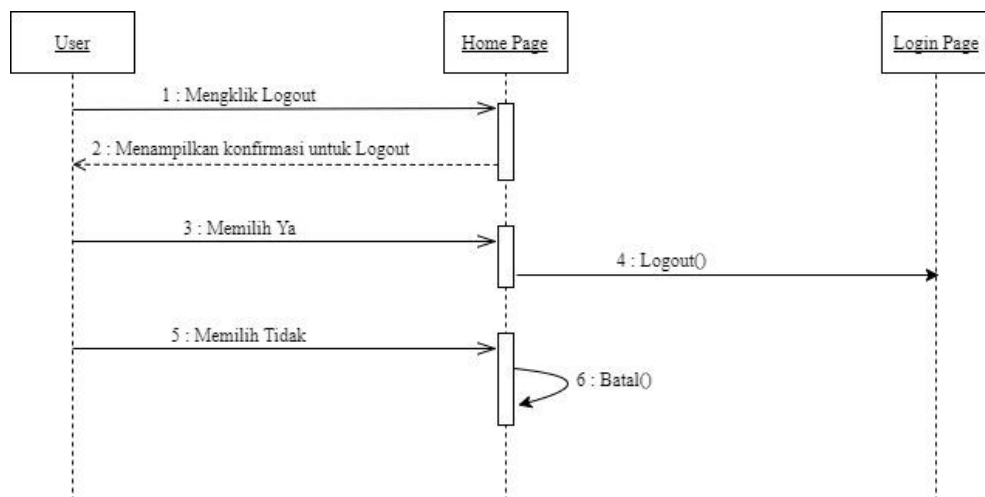 User
Home Page
Login Page
1 : Mengklik Logout
2 : Menampilkan konfirmasi untuk Logout
3 : Memilih Ya
4 : Logout()
5 : Memilih Tidak
6 : Batal()